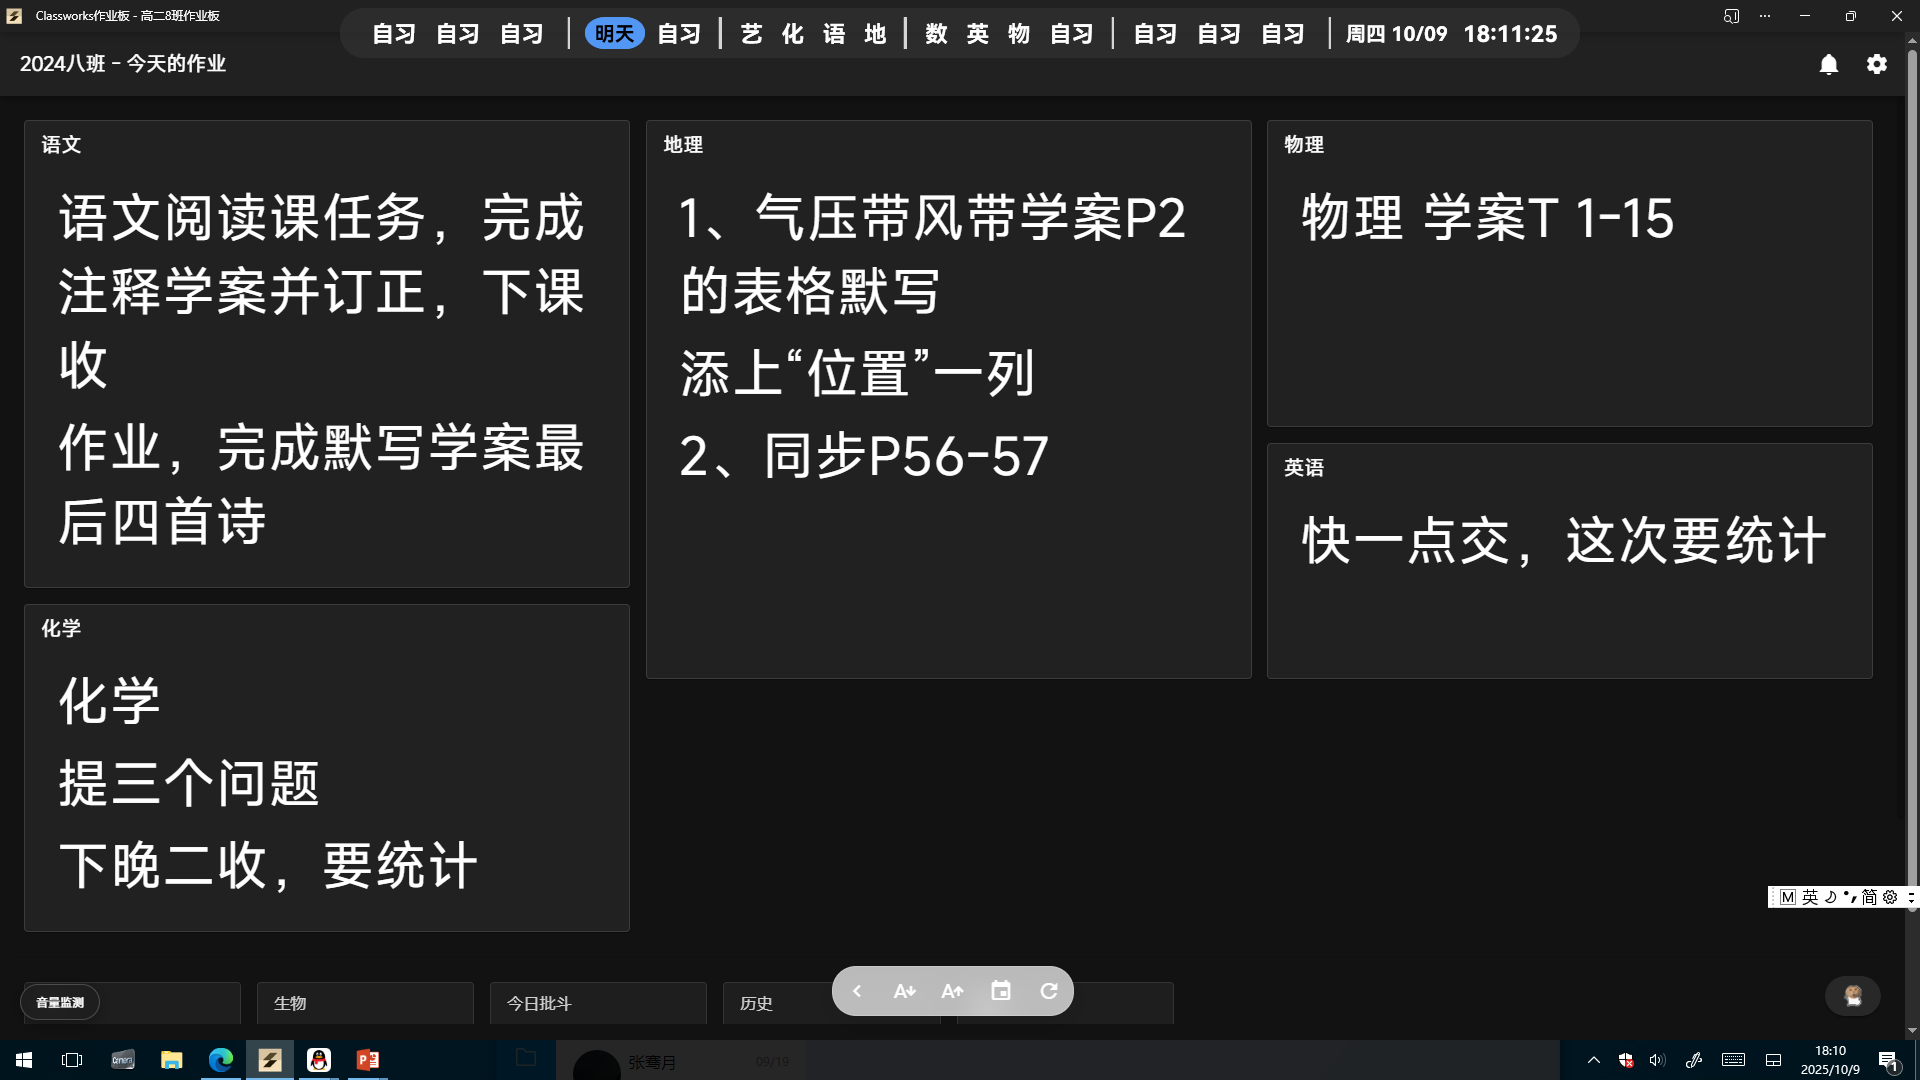 Classworks作业板 - 高二8班作业板
自习 自习 自习 | 明天 自习 | 艺 化 语 地 | 数 英 物 自习 | 自习 自习 自习 | 周四 10/09 18:11:25
2024八班 - 今天的作业
语文
语文阅读课任务，完成
注释学案并订正，下课
收
作业，完成默写学案最
后四首诗
化学
化学
提三个问题
下晚二收，要统计
地理
1、气压带风带学案P2
的表格默写
添上“位置”一列
2、同步P56-57
物理
物理 学案T 1-15
英语
快一点交，这次要统计
M 英 简
音量监测
生物
今日批斗
历史
A A
张骞月 09/19
18:10
2025/10/9
1